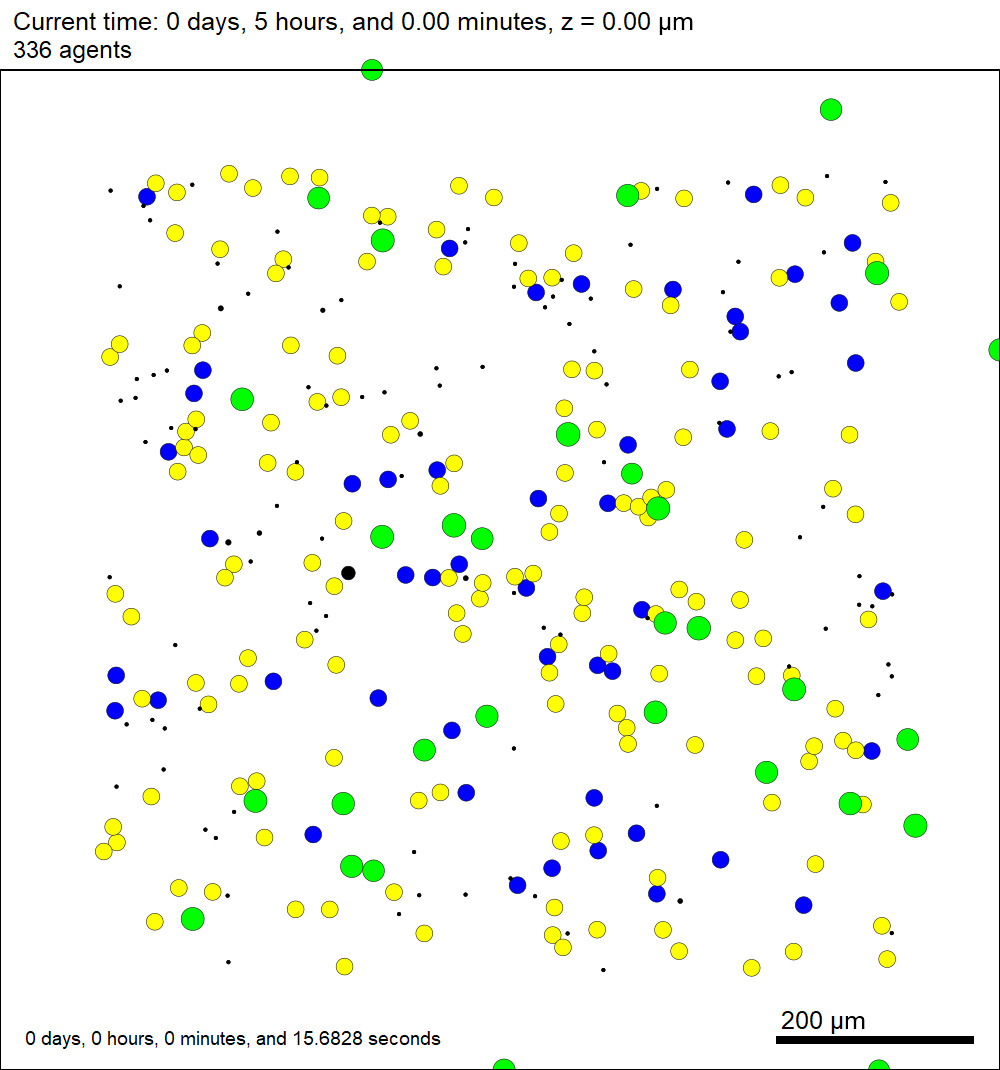 Current time: 0 days, 5 hours, and 0.00 minutes, z = 0.00 µm
336 agents
200 µm
0 days, 0 hours, 0 minutes, and 15.6828 seconds